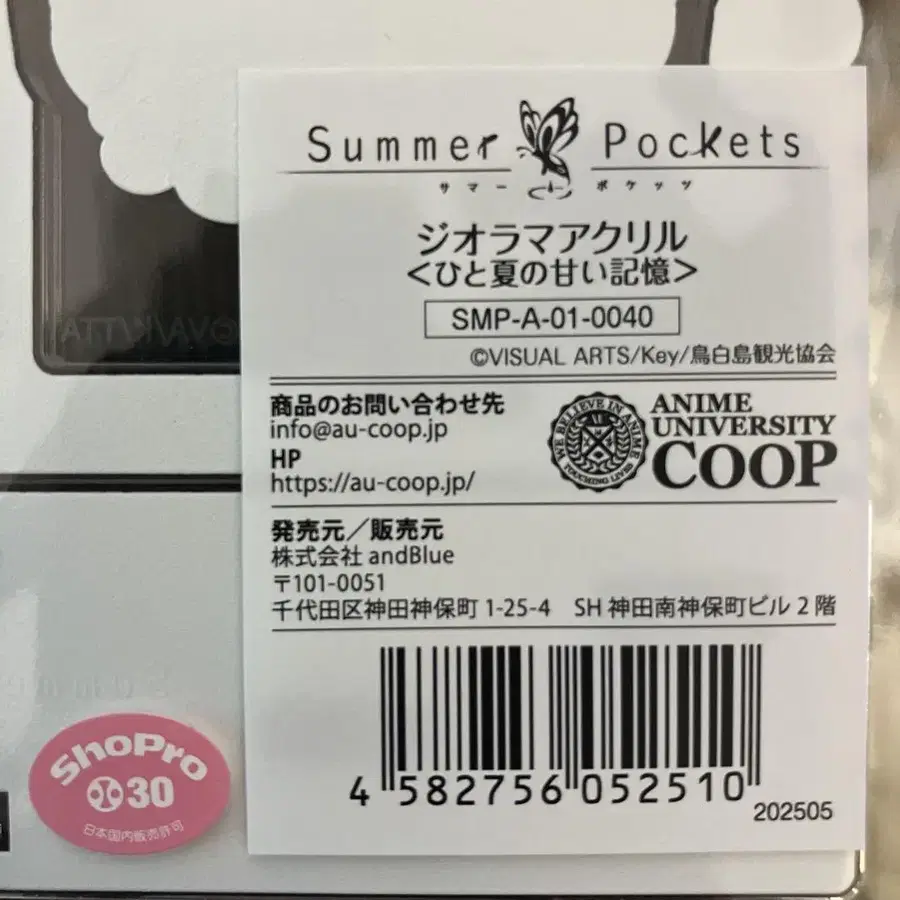 Summer Pockets
サマー ポケッツ
ジオラマアクリル
<ひと夏の甘い記憶>
SMP-A-01-0040
©VISUAL ARTS/Key/鳥白島観光協会
商品のお問い合わせ先
info@au-coop.jp
HP
https://au-coop.jp/
WE BELIEVE IN ANIME
TOUCHING LIVES
ANIME
UNIVERSITY
COOP
発売元／販売元
株式会社 andBlue
〒101-0051
千代田区神田神保町 1-25-4 SH 神田南神保町ビル 2 階
4 582756 052510
202505
ShoPro
30
日本国内販売許可